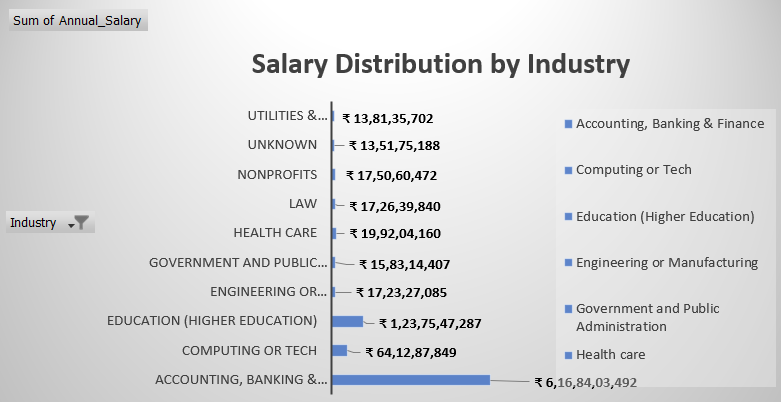 Sum of Annual_Salary
Salary Distribution by Industry
Industry
UTILITIES &... ₹ 13,81,35,702
UNKNOWN ₹ 13,51,75,188
NONPROFITS ₹ 17,50,60,472
LAW ₹ 17,26,39,840
HEALTH CARE ₹ 19,92,04,160
GOVERNMENT AND PUBLIC... ₹ 15,83,14,407
ENGINEERING OR... ₹ 17,23,27,085
EDUCATION (HIGHER EDUCATION) ₹ 1,23,75,47,287
COMPUTING OR TECH ₹ 64,12,87,849
ACCOUNTING, BANKING &... ₹ 6,16,84,03,492
Accounting, Banking & Finance
Computing or Tech
Education (Higher Education)
Engineering or Manufacturing
Government and Public
Administration
Health care